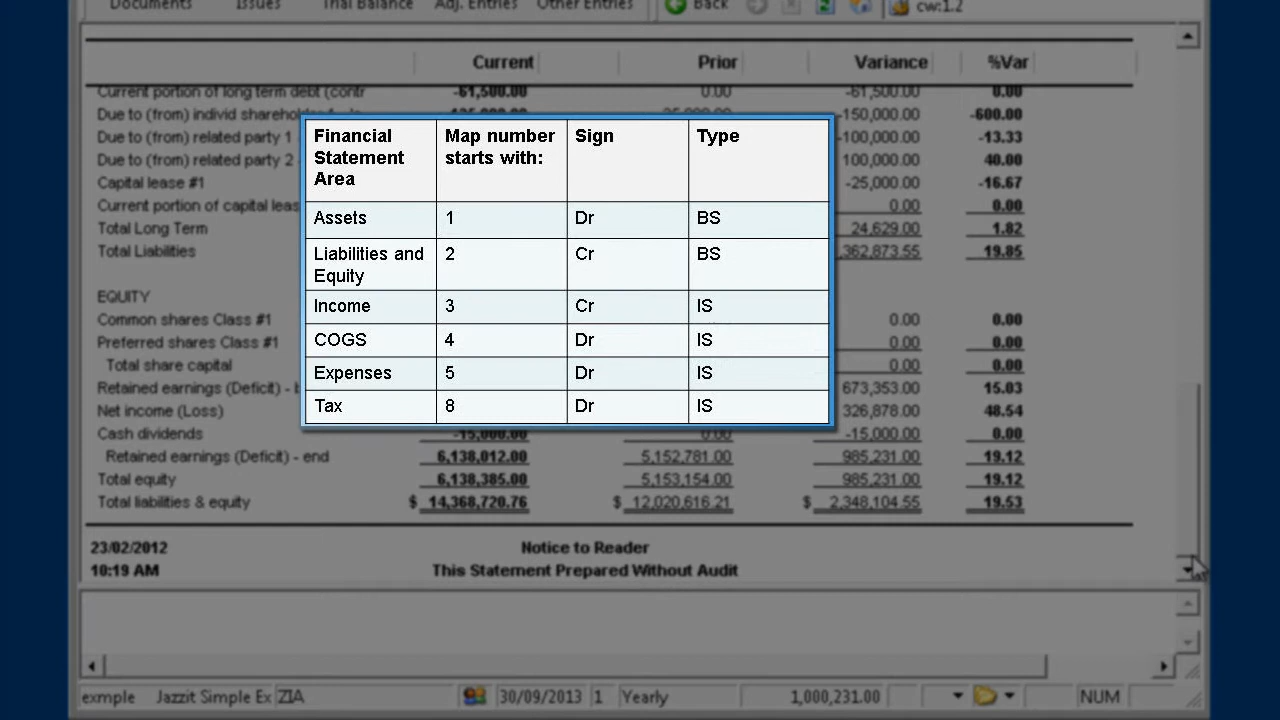 Documents Issues Trial Balance Adj. Entries Other Entries Back cw:1.2
Current Prior Variance %Var
Current portion of long term debt (contr -61,500.00 0.00 -61,500.00 0.00
Due to (from) individ -150,000.00 -600.00
Due to (from) related party 1 -100,000.00 -13.33
Due to (from) related party 2 100,000.00 40.00
Capital lease #1 -25,000.00 -16.67
Current portion of capital leas 0.00 0.00
Total Long Term 24,629.00 1.82
Total Liabilities 362,873.55 19.85
EQUITY
Common shares Class #1 0.00 0.00
Preferred shares Class #1 0.00 0.00
Total share capital 0.00 0.00
Retained earnings (Deficit) - b 673,353.00 15.03
Net income (Loss) 326,878.00 48.54
Cash dividends -15,000.00 0.00 -15,000.00 0.00
Retained earnings (Deficit) - end 6,138,012.00 5,152,781.00 985,231.00 19.12
Total equity 6,138,385.00 5,153,154.00 985,231.00 19.12
Total liabilities & equity $ 14,368,720.76 $ 12,020,616.21 $ 2,348,104.55 19.53
23/02/2012 Notice to Reader
10:19 AM This Statement Prepared Without Audit
Financial Map number Sign Type
Statement starts with:
Area
Assets 1 Dr BS
Liabilities and 2 Cr BS
Equity
Income 3 Cr IS
COGS 4 Dr IS
Expenses 5 Dr IS
Tax 8 Dr IS
exmple Jazzit Simple Ex ZIA 30/09/2013 1 Yearly 1,000,231.00 NUM